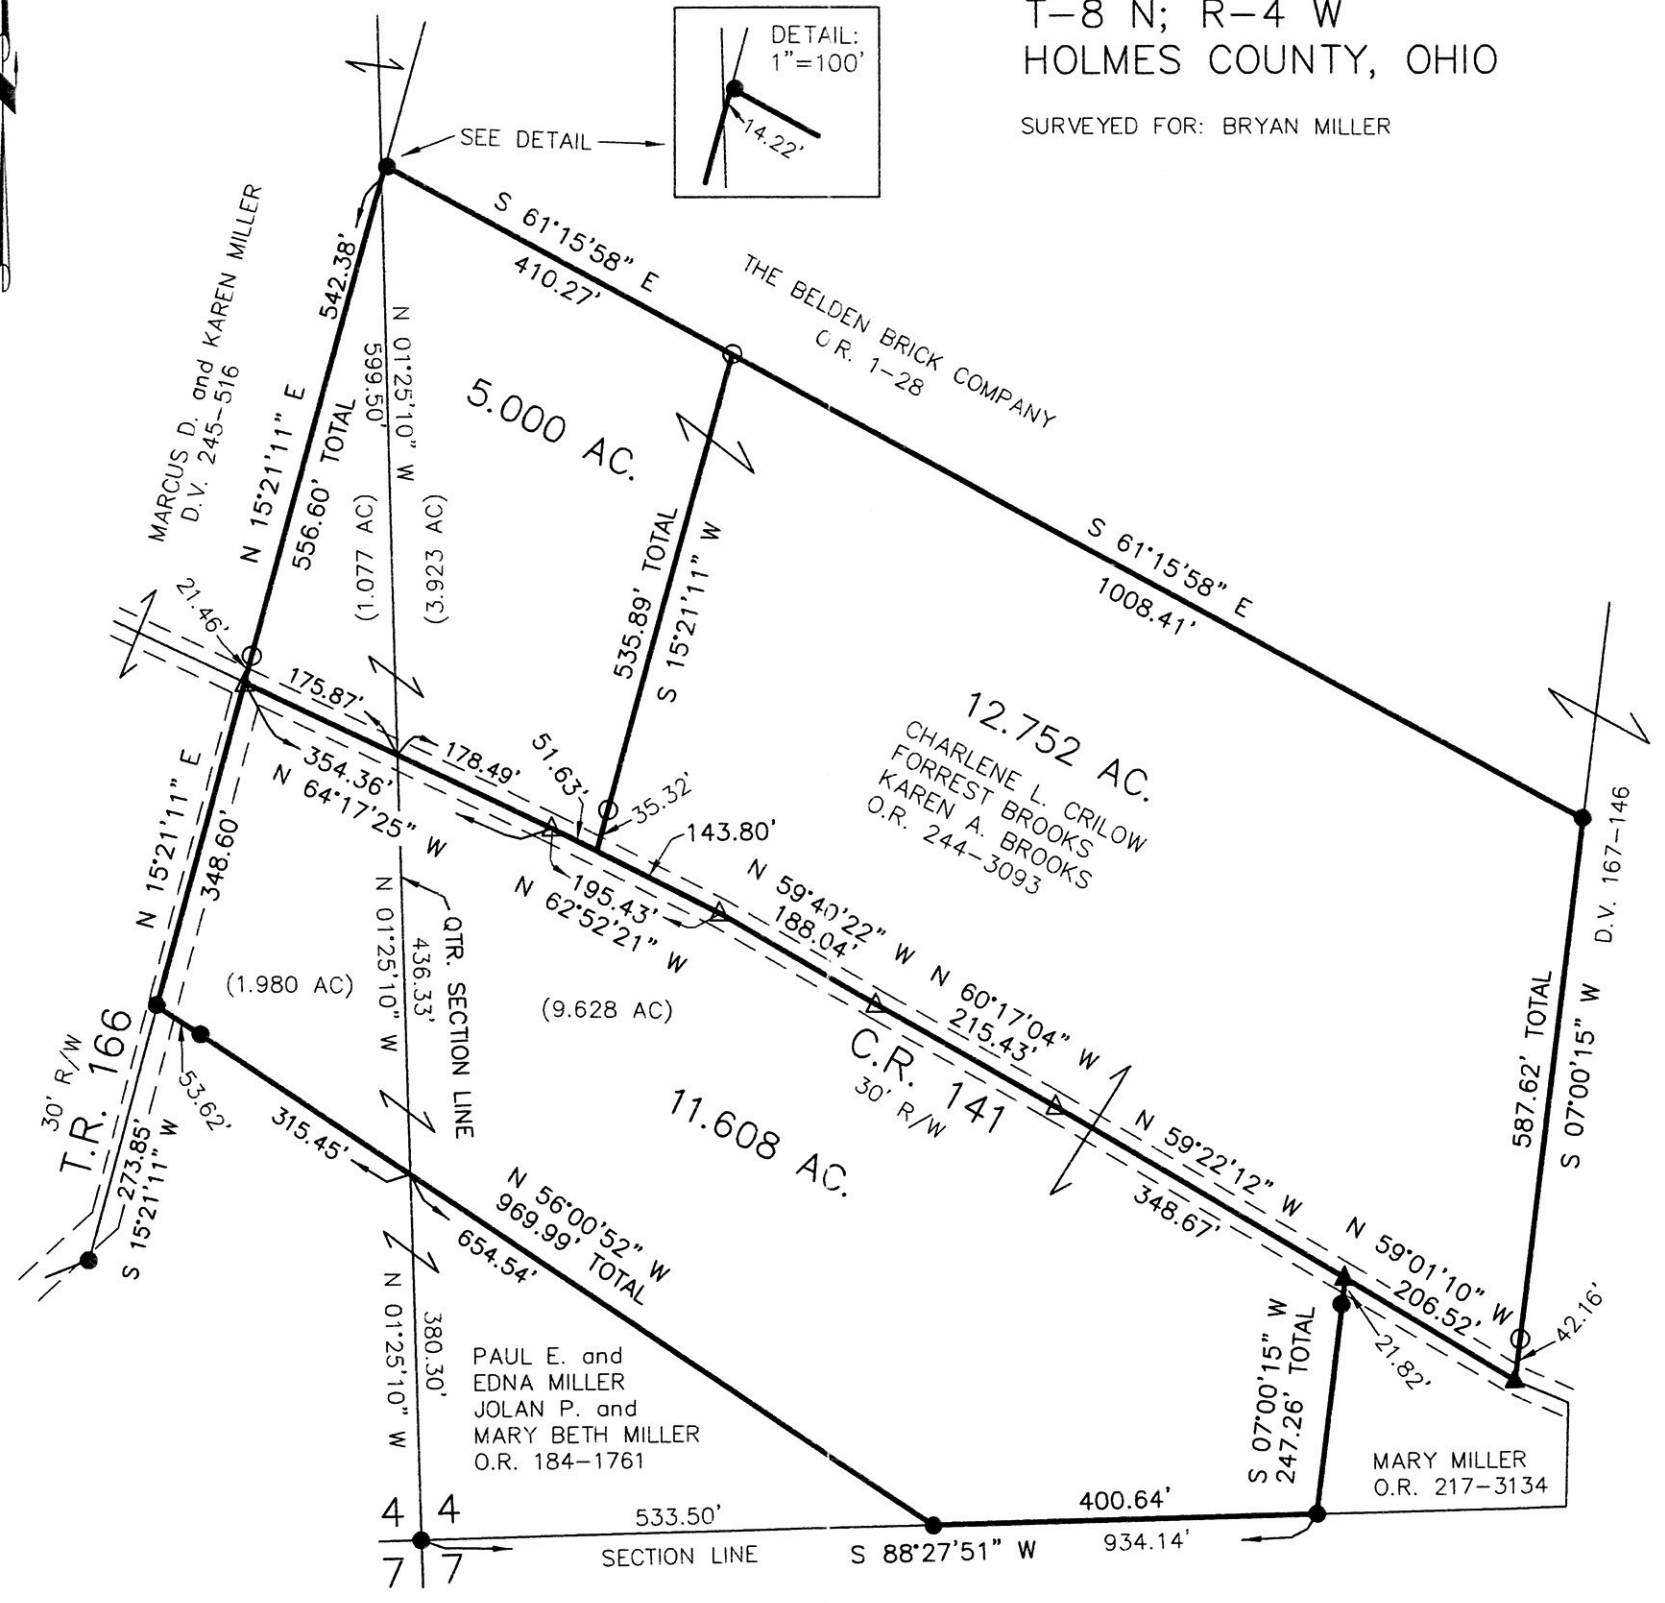 T-8 N; R-4 W
HOLMES COUNTY, OHIO
SURVEYED FOR: BRYAN MILLER
DETAIL:
1"=100'
14.22'
SEE DETAIL
MARCUS D. and KAREN MILLER
D.V. 245-516
542.38'
N 15°21'11" E
556.60' TOTAL
N 01°25'10" W
599.50'
(1.077 AC)
(3.923 AC)
S 61°15'58" E
410.27'
5.000 AC.
THE BELDEN BRICK COMPANY
O.R. 1-28
535.89' TOTAL
S 15°21'11" W
S 61°15'58" E
1008.41'
12.752 AC.
CHARLENE L. CRILOW
FORREST BROOKS
KAREN A. BROOKS
O.R. 244-3093
D.V. 167-146
587.62' TOTAL
S 07°00'15" W
21.46'
175.87'
178.49'
51.63'
35.32'
143.80'
354.36'
N 64°17'25" W
195.43'
N 62°52'21" W
N 59°40'22" W
188.04'
N 60°17'04" W
215.43'
C.R. 141
30' R/W
N 59°22'12" W
348.67'
N 59°01'10" W
206.52'
42.16'
21.82'
N 15°21'11" E
348.60'
(1.980 AC)
(9.628 AC)
QTR. SECTION LINE
436.33'
N 01°25'10" W
11.608 AC.
T.R. 166
30' R/W
53.62'
273.85'
S 15°21'11" W
315.45'
654.54'
N 56°00'52" W
969.99' TOTAL
380.30'
N 01°25'10" W
PAUL E. and
EDNA MILLER
JOLAN P. and
MARY BETH MILLER
O.R. 184-1761
S 07°00'15" W
247.26' TOTAL
MARY MILLER
O.R. 217-3134
4 4
7 7
533.50'
400.64'
SECTION LINE
S 88°27'51" W
934.14'